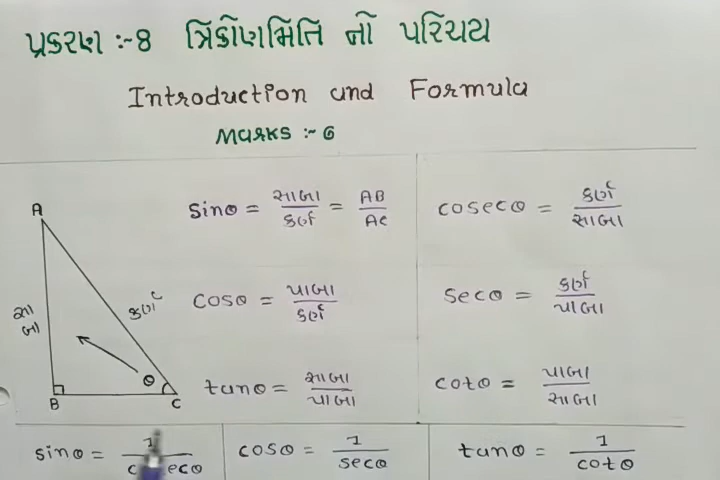 પ્રકરણ :- 8 ત્રિકોણમિતિ નો પરિચય
Introduction and Formula
Marks :- 6
A
સા બા
કર્ણ
θ
B
C
sinθ = સાબા / કર્ણ = AB / AC
cosecθ = કર્ણ / સાબા
cosθ = પાબા / કર્ણ
secθ = કર્ણ / પાબા
tanθ = સાબા / પાબા
cotθ = પાબા / સાબા
sinθ = 1 /
cosθ = 1 / secθ
tanθ = 1 / cotθ